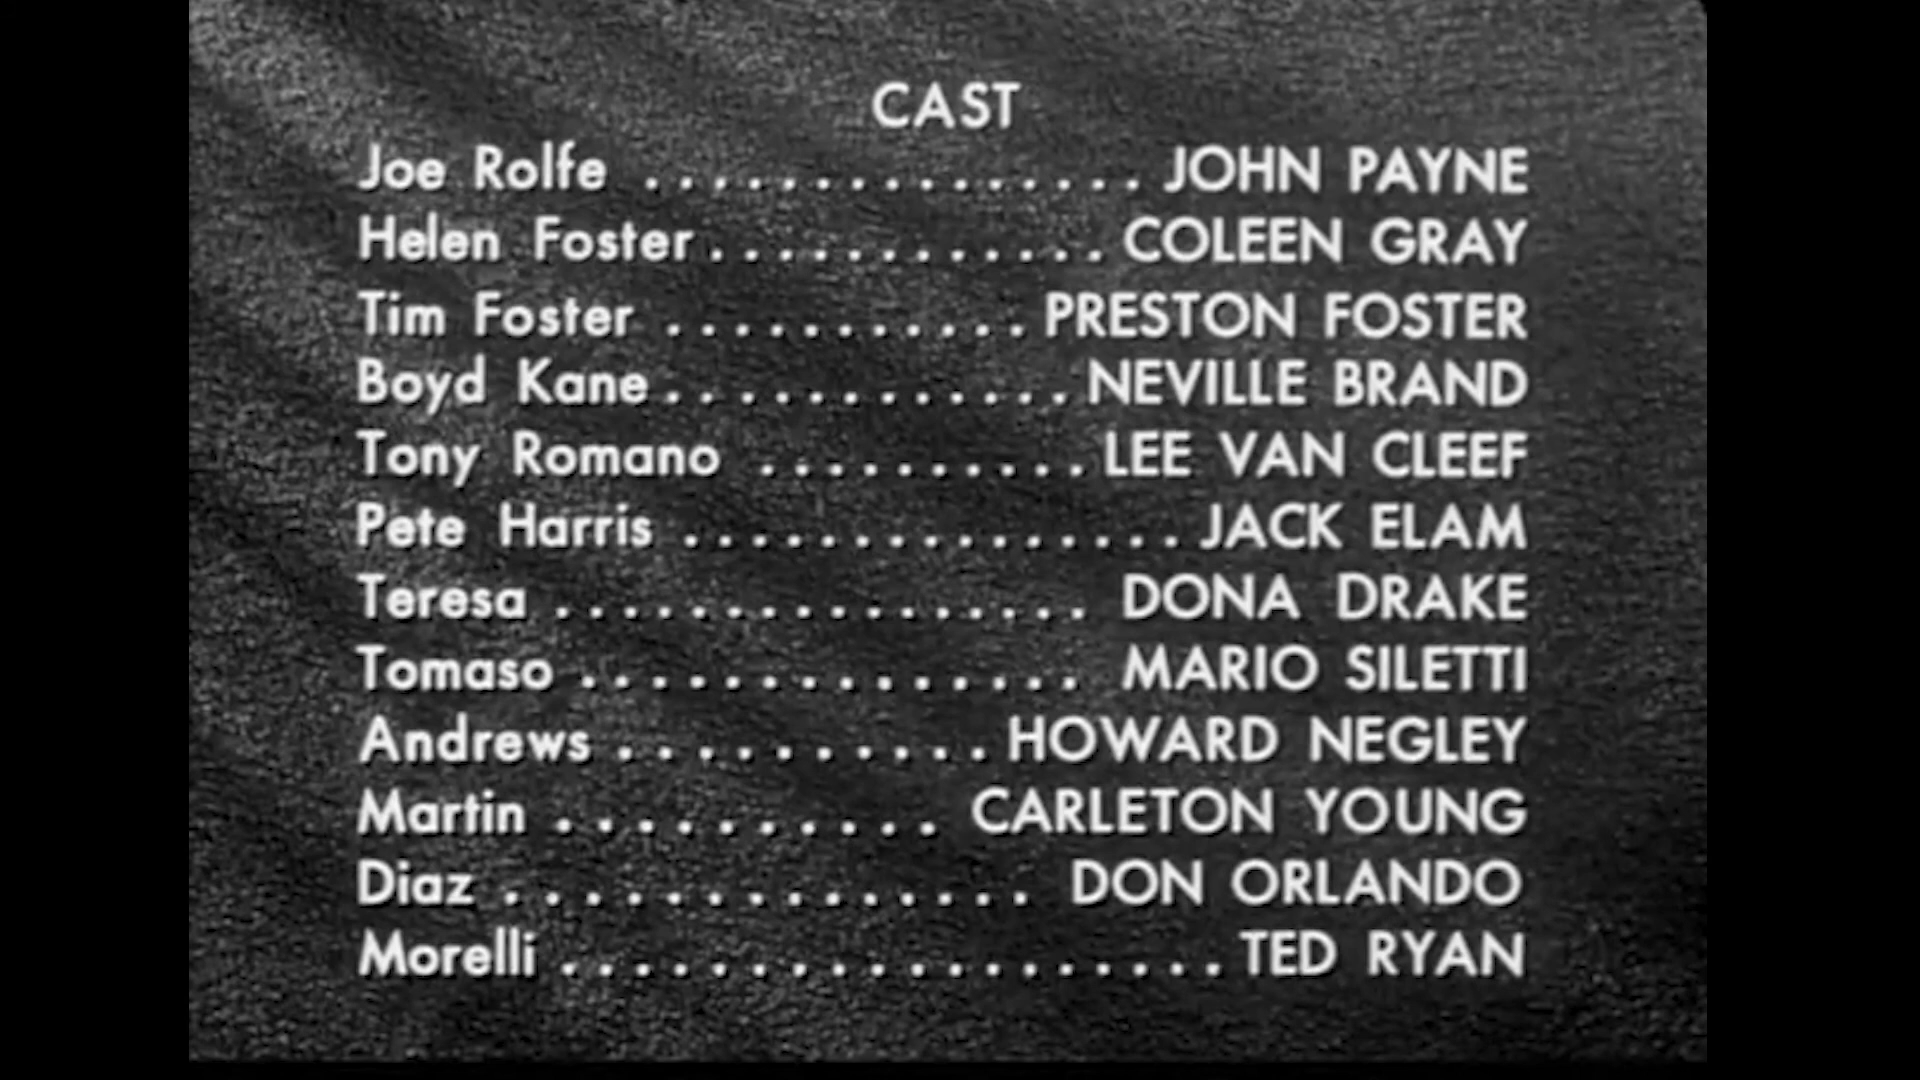 CAST
Joe Rolfe ............... JOHN PAYNE
Helen Foster............ COLEEN GRAY
Tim Foster ........... PRESTON FOSTER
Boyd Kane............ NEVILLE BRAND
Tony Romano .......... LEE VAN CLEEF
Pete Harris ............... JACK ELAM
Teresa ................ DONA DRAKE
Tomaso ............... MARIO SILETTI
Andrews ........... HOWARD NEGLEY
Martin ........... CARLETON YOUNG
Diaz ................ DON ORLANDO
Morelli .................... TED RYAN